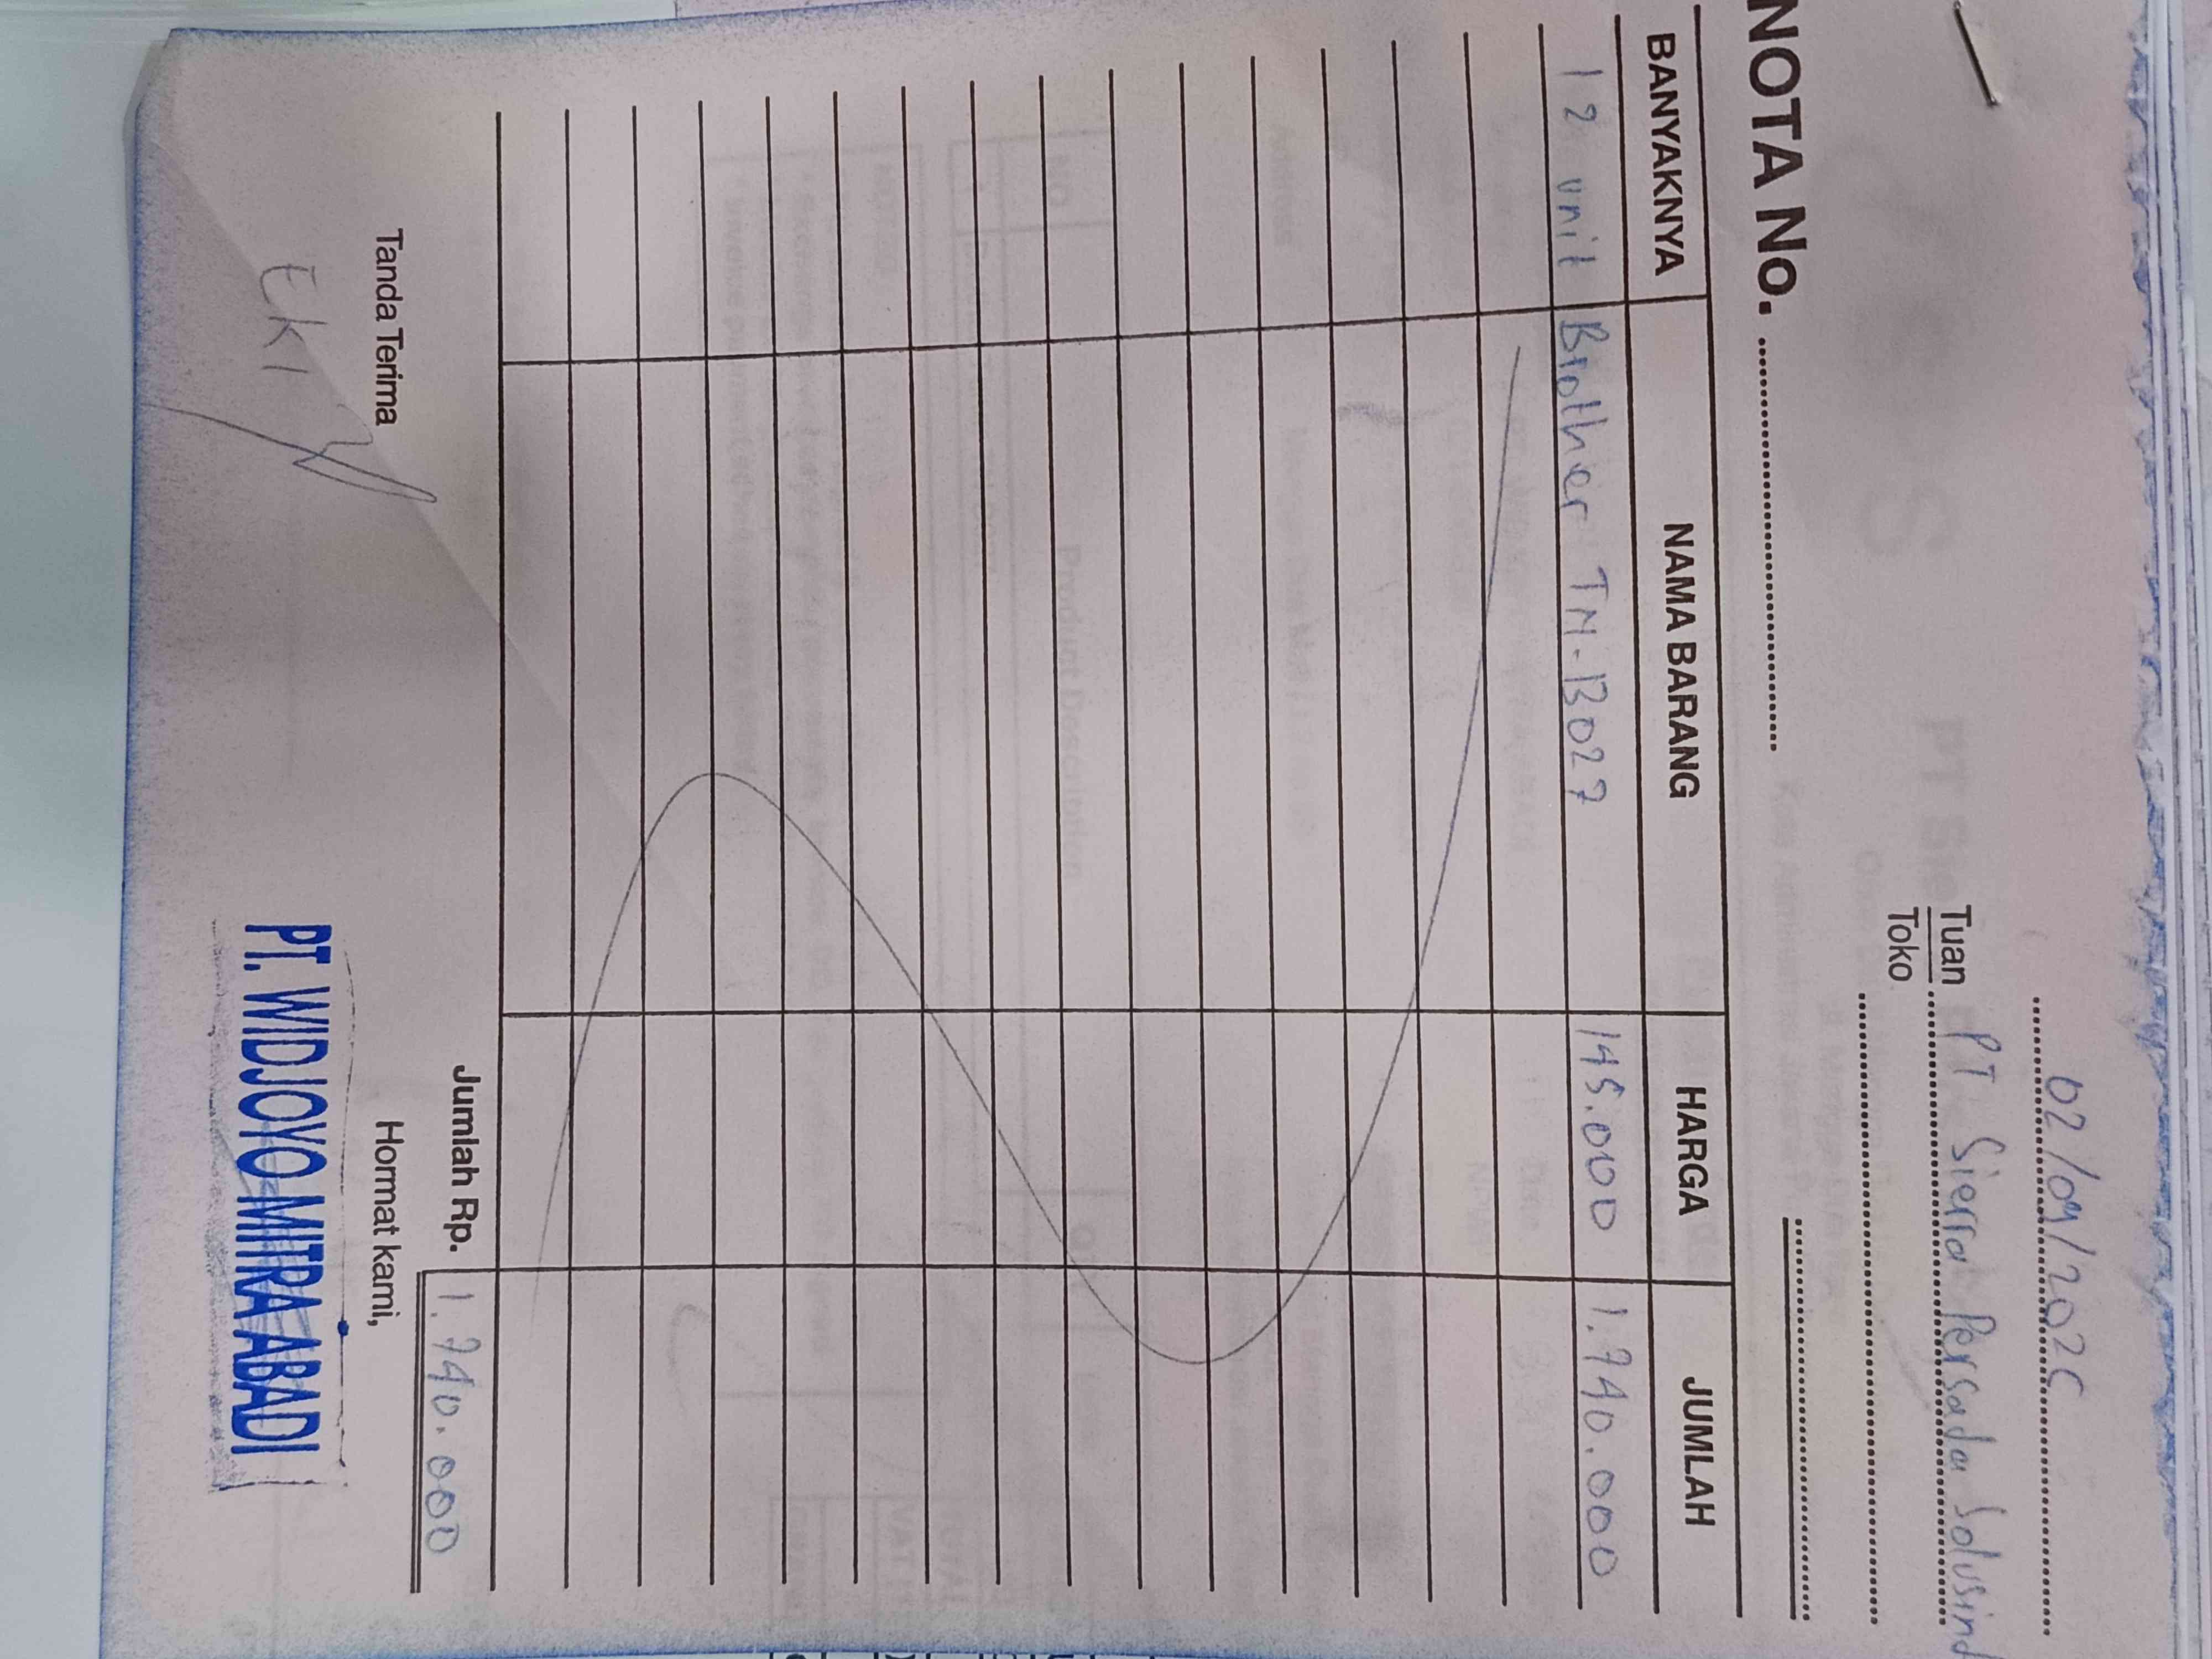 02/09/202
Tuan PT Sierra Persada Solusind
Toko
NOTA No.
BANYAKNYA NAMA BARANG HARGA JUMLAH
12 unit Brother TN-B027 145.000 1.740.000
Jumlah Rp. 1.740.000
Tanda Terima Hormat kami,
EKI
PT. WIDJOYO MITRA ABADI